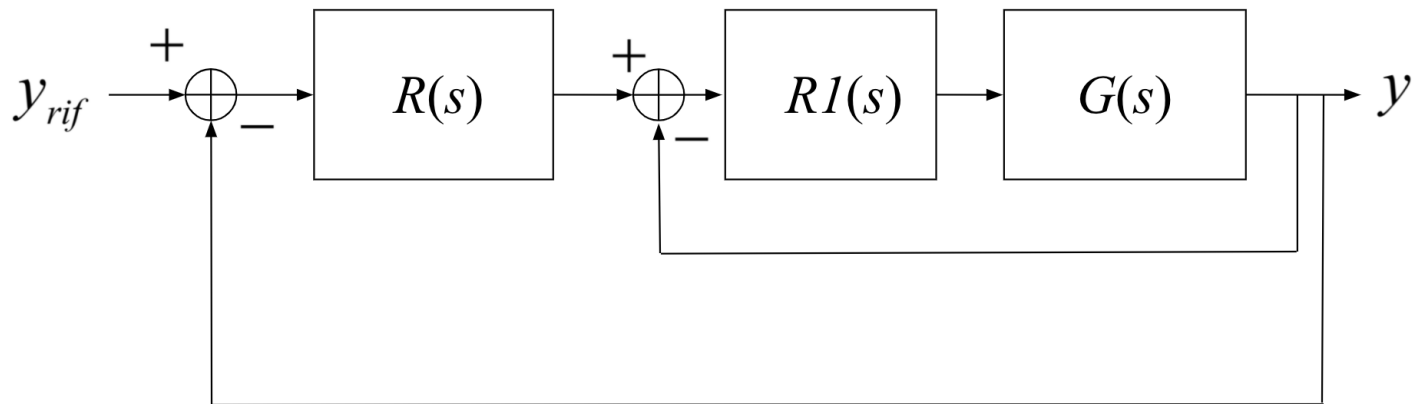 + +
y_rif R(s) R1(s) G(s) y
− −